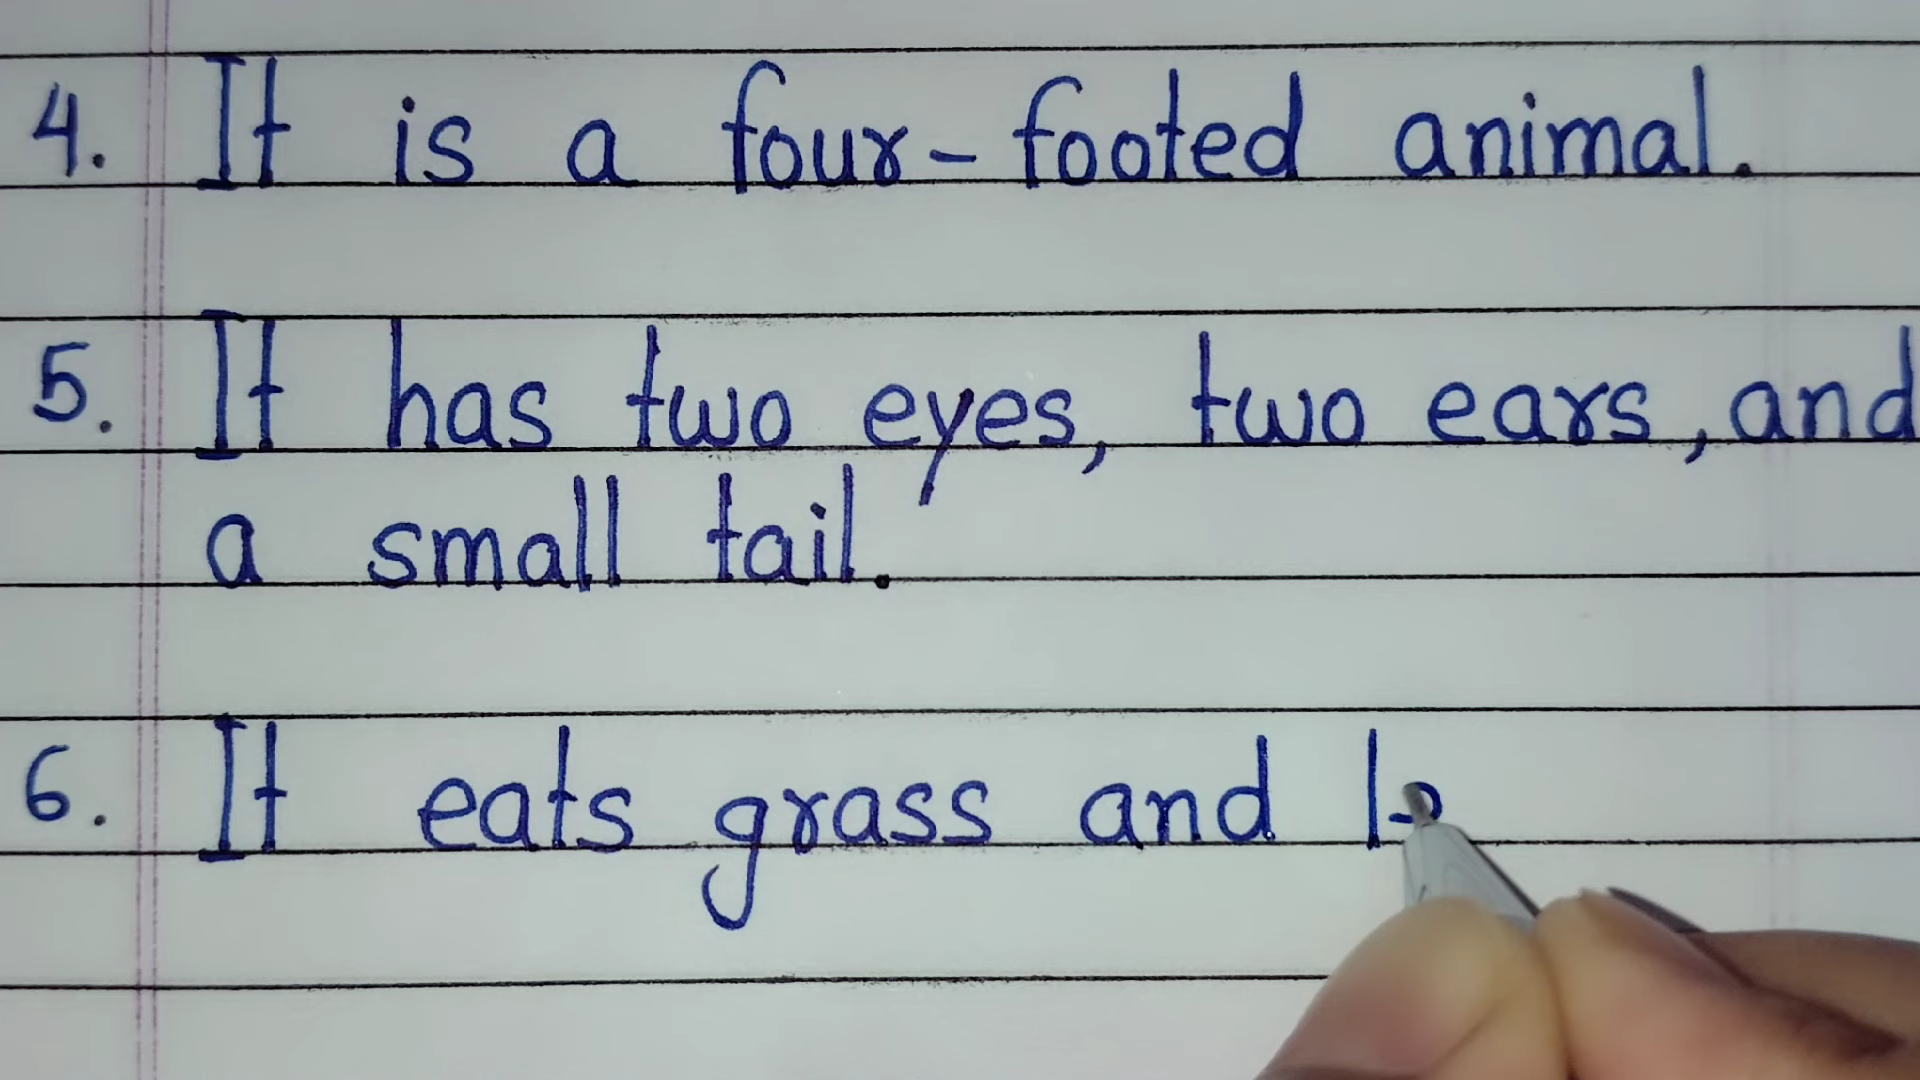 4. It is a four-footed animal.
5. It has two eyes, two ears, and
a small tail.
6. It eats grass and